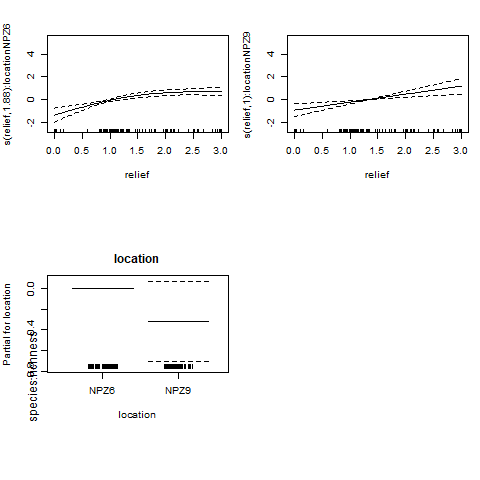 s(relief,1.86):locationNPZ6
4
2
0
-2
0.0 0.5 1.0 1.5 2.0 2.5 3.0
relief
s(relief,1):locationNPZ9
4
2
0
-2
0.0 0.5 1.0 1.5 2.0 2.5 3.0
relief
location
Partial for location
0.0
NPZ6 NPZ9
location